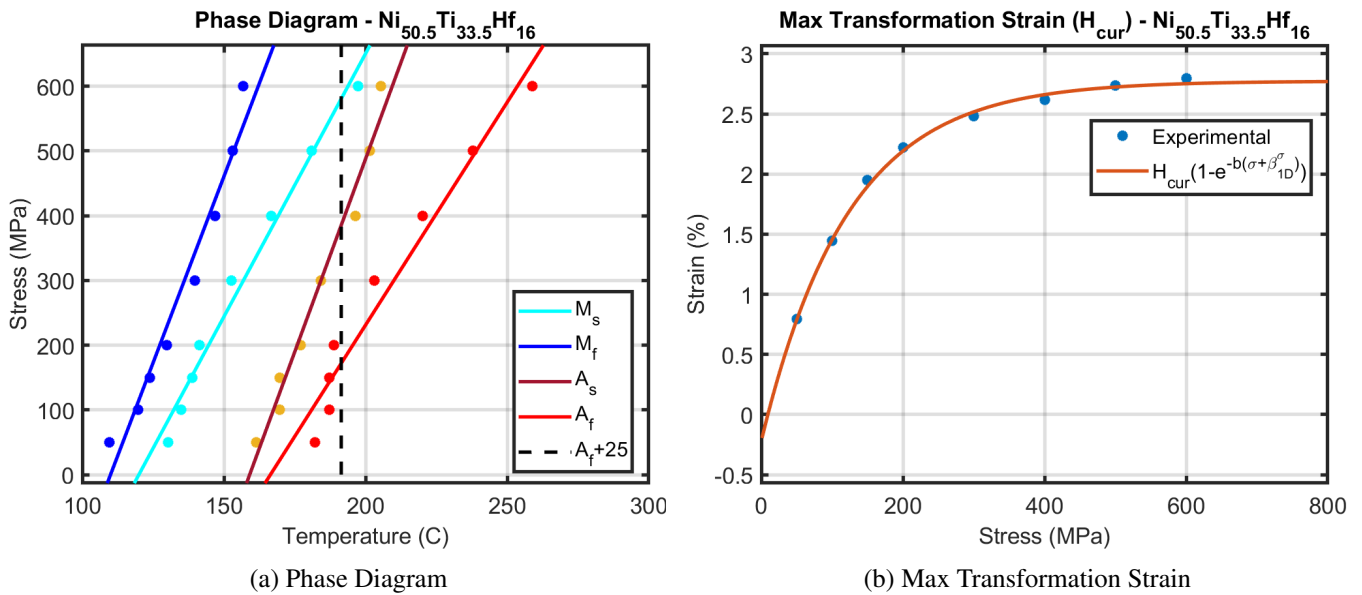 Phase Diagram - Ni50.5Ti33.5Hf16
Stress (MPa)
600
500
400
300
200
100
0
100
150
200
250
300
Temperature (C)
Ms
Mf
As
Af
Af+25
(a) Phase Diagram
Max Transformation Strain (Hcur) - Ni50.5Ti33.5Hf16
Strain (%)
3
2.5
2
1.5
1
0.5
0
-0.5
0
200
400
600
800
Stress (MPa)
Experimental
Hcur(1-e-b(σ+βσ1D))
(b) Max Transformation Strain